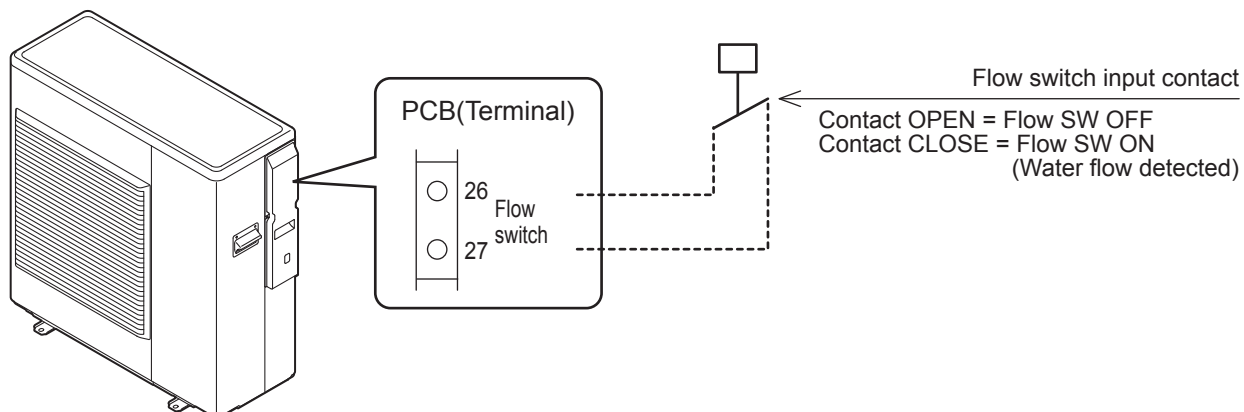 PCB(Terminal)
26
27
Flow
switch
Flow switch input contact
Contact OPEN = Flow SW OFF
Contact CLOSE = Flow SW ON
(Water flow detected)